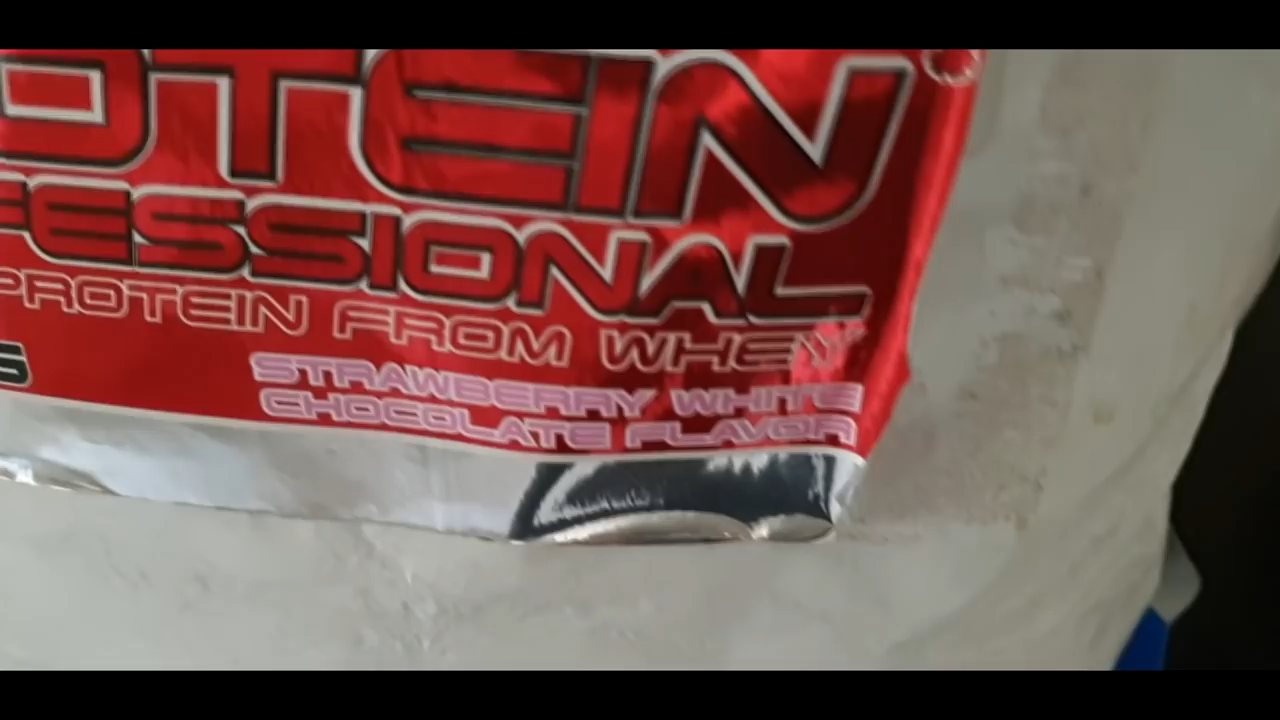 OTEIN
FESSIONAL
PROTEIN FROM WHEY
S
STRAWBERRY WHITE
CHOCOLATE FLAVOR